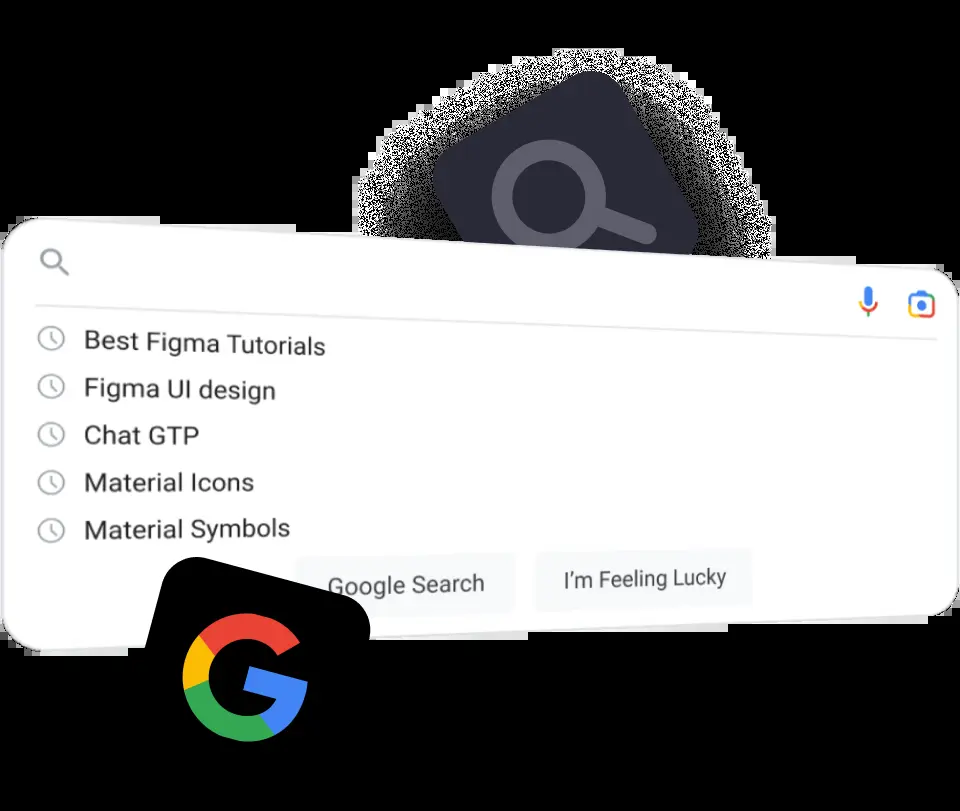 Best Figma Tutorials
Figma UI design
Chat GTP
Material Icons
Material Symbols
Google Search
I'm Feeling Lucky